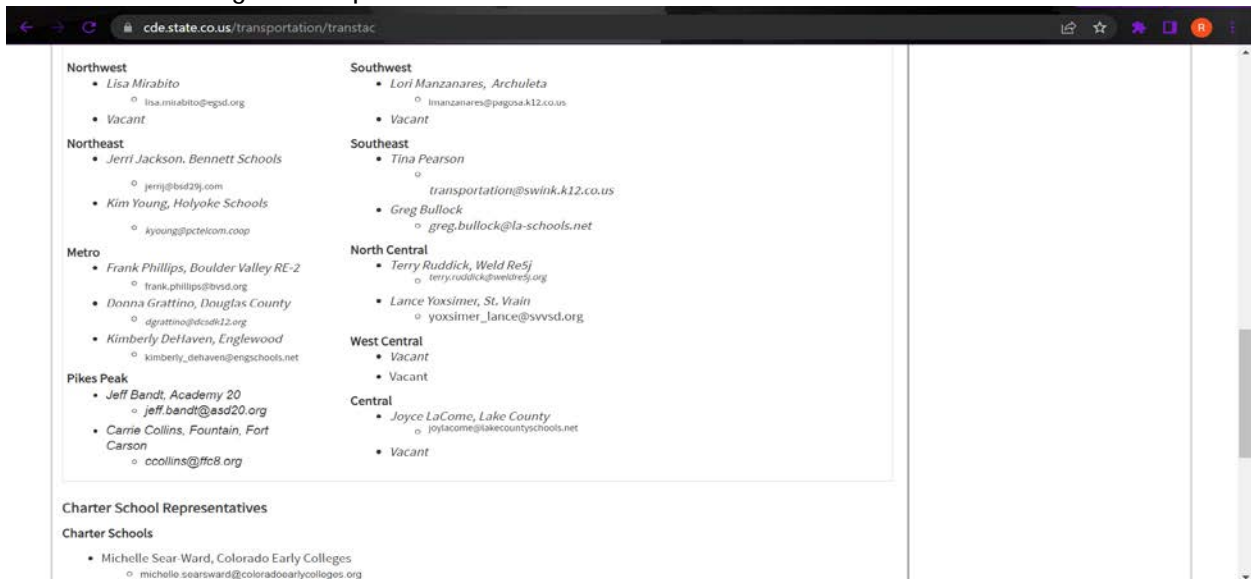 cde.state.co.us/transportation/transtac
R
Northwest
• Lisa Mirabito
○ lisa.mirabito@egsd.org
• Vacant
Northeast
• Jerri Jackson. Bennett Schools
○ jerrij@bsd29j.com
• Kim Young, Holyoke Schools
○ kyoung@pctelcom.coop
Metro
• Frank Phillips, Boulder Valley RE-2
○ frank.phillips@bvsd.org
• Donna Grattino, Douglas County
○ dgrattino@dcsdk12.org
• Kimberly DeHaven, Englewood
○ kimberly_dehaven@engschools.net
Pikes Peak
• Jeff Bandt, Academy 20
○ jeff.bandt@asd20.org
• Carrie Collins, Fountain, Fort
Carson
○ ccollins@ffc8.org
Southwest
• Lori Manzanares, Archuleta
○ lmanzanares@pagosa.k12.co.us
• Vacant
Southeast
• Tina Pearson
○
transportation@swink.k12.co.us
• Greg Bullock
○ greg.bullock@la-schools.net
North Central
• Terry Ruddick, Weld Re5j
○ terry.ruddick@weldre5j.org
• Lance Yoxsimer, St. Vrain
○ yoxsimer_lance@svvsd.org
West Central
• Vacant
• Vacant
Central
• Joyce LaCome, Lake County
○ joylacome@lakecountyschools.net
• Vacant
Charter School Representatives
Charter Schools
• Michelle Sear-Ward, Colorado Early Colleges
○ michelle.searsward@coloradoearlycolleges.org